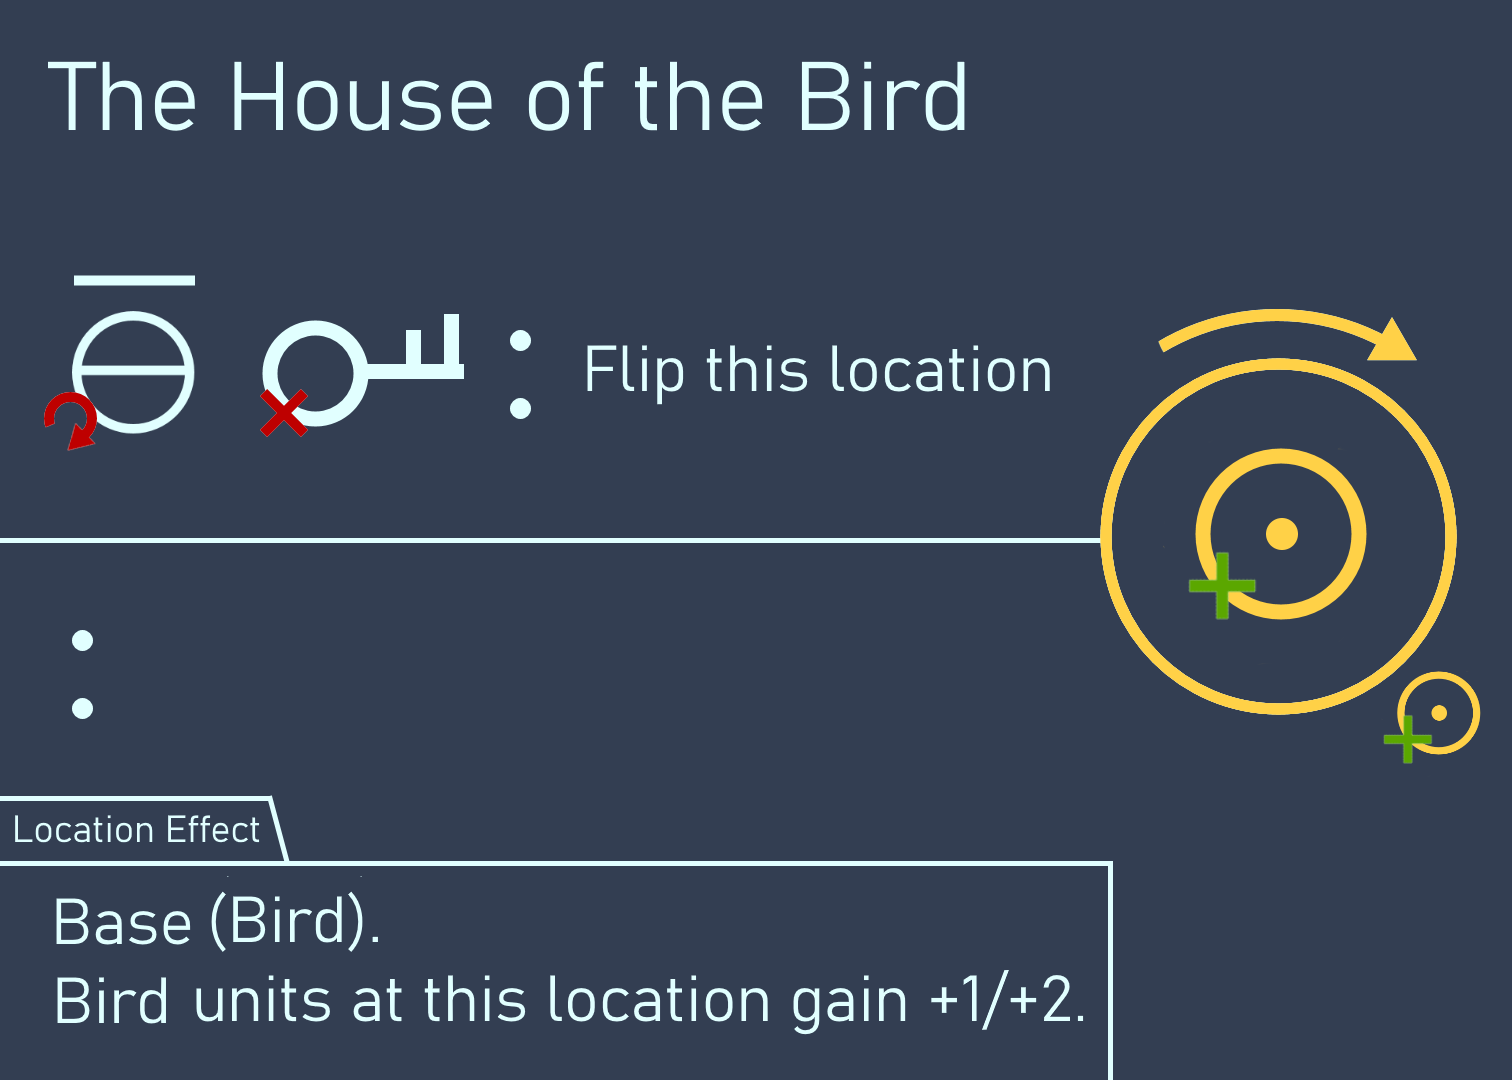 The House of the Bird
: Flip this location
:
Location Effect
Base (Bird).
Bird units at this location gain +1/+2.